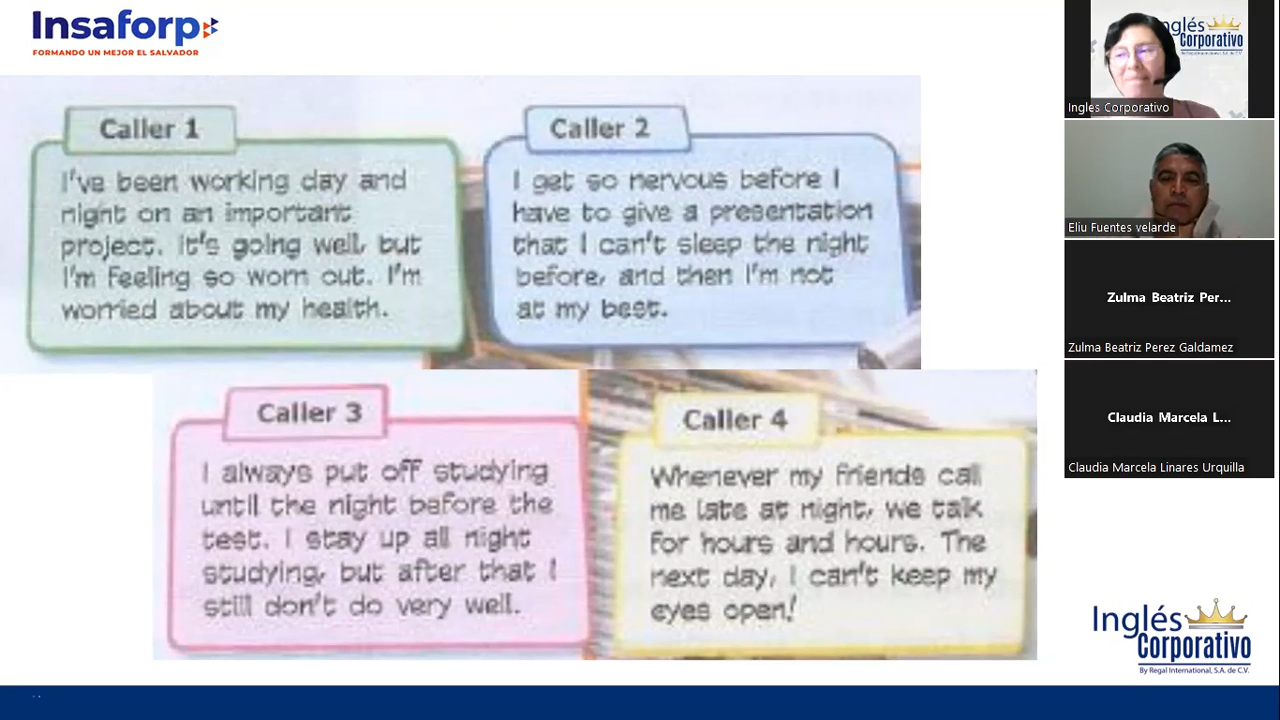 Insaforp
FORMANDO UN MEJOR EL SALVADOR
Caller 1
I've been working day and
night on an important
project. It's going well, but
I'm feeling so worn out. I'm
worried about my health.
Caller 2
I get so nervous before I
have to give a presentation
that I can't sleep the night
before, and then I'm not
at my best.
Caller 3
I always put off studying
until the night before the
test. I stay up all night
studying, but after that I
still don't do very well.
Caller 4
Whenever my friends call
me late at night, we talk
for hours and hours. The
next day, I can't keep my
eyes open!
Inglés
Corporativo
By Regal International, S.A. de C.V.
Ingles Corporativo
Eliu Fuentes velarde
Zulma Beatriz Per...
Zulma Beatriz Perez Galdamez
Claudia Marcela L...
Claudia Marcela Linares Urquilla
Inglés
Corporativo
By Regal International, S.A. de C.V.